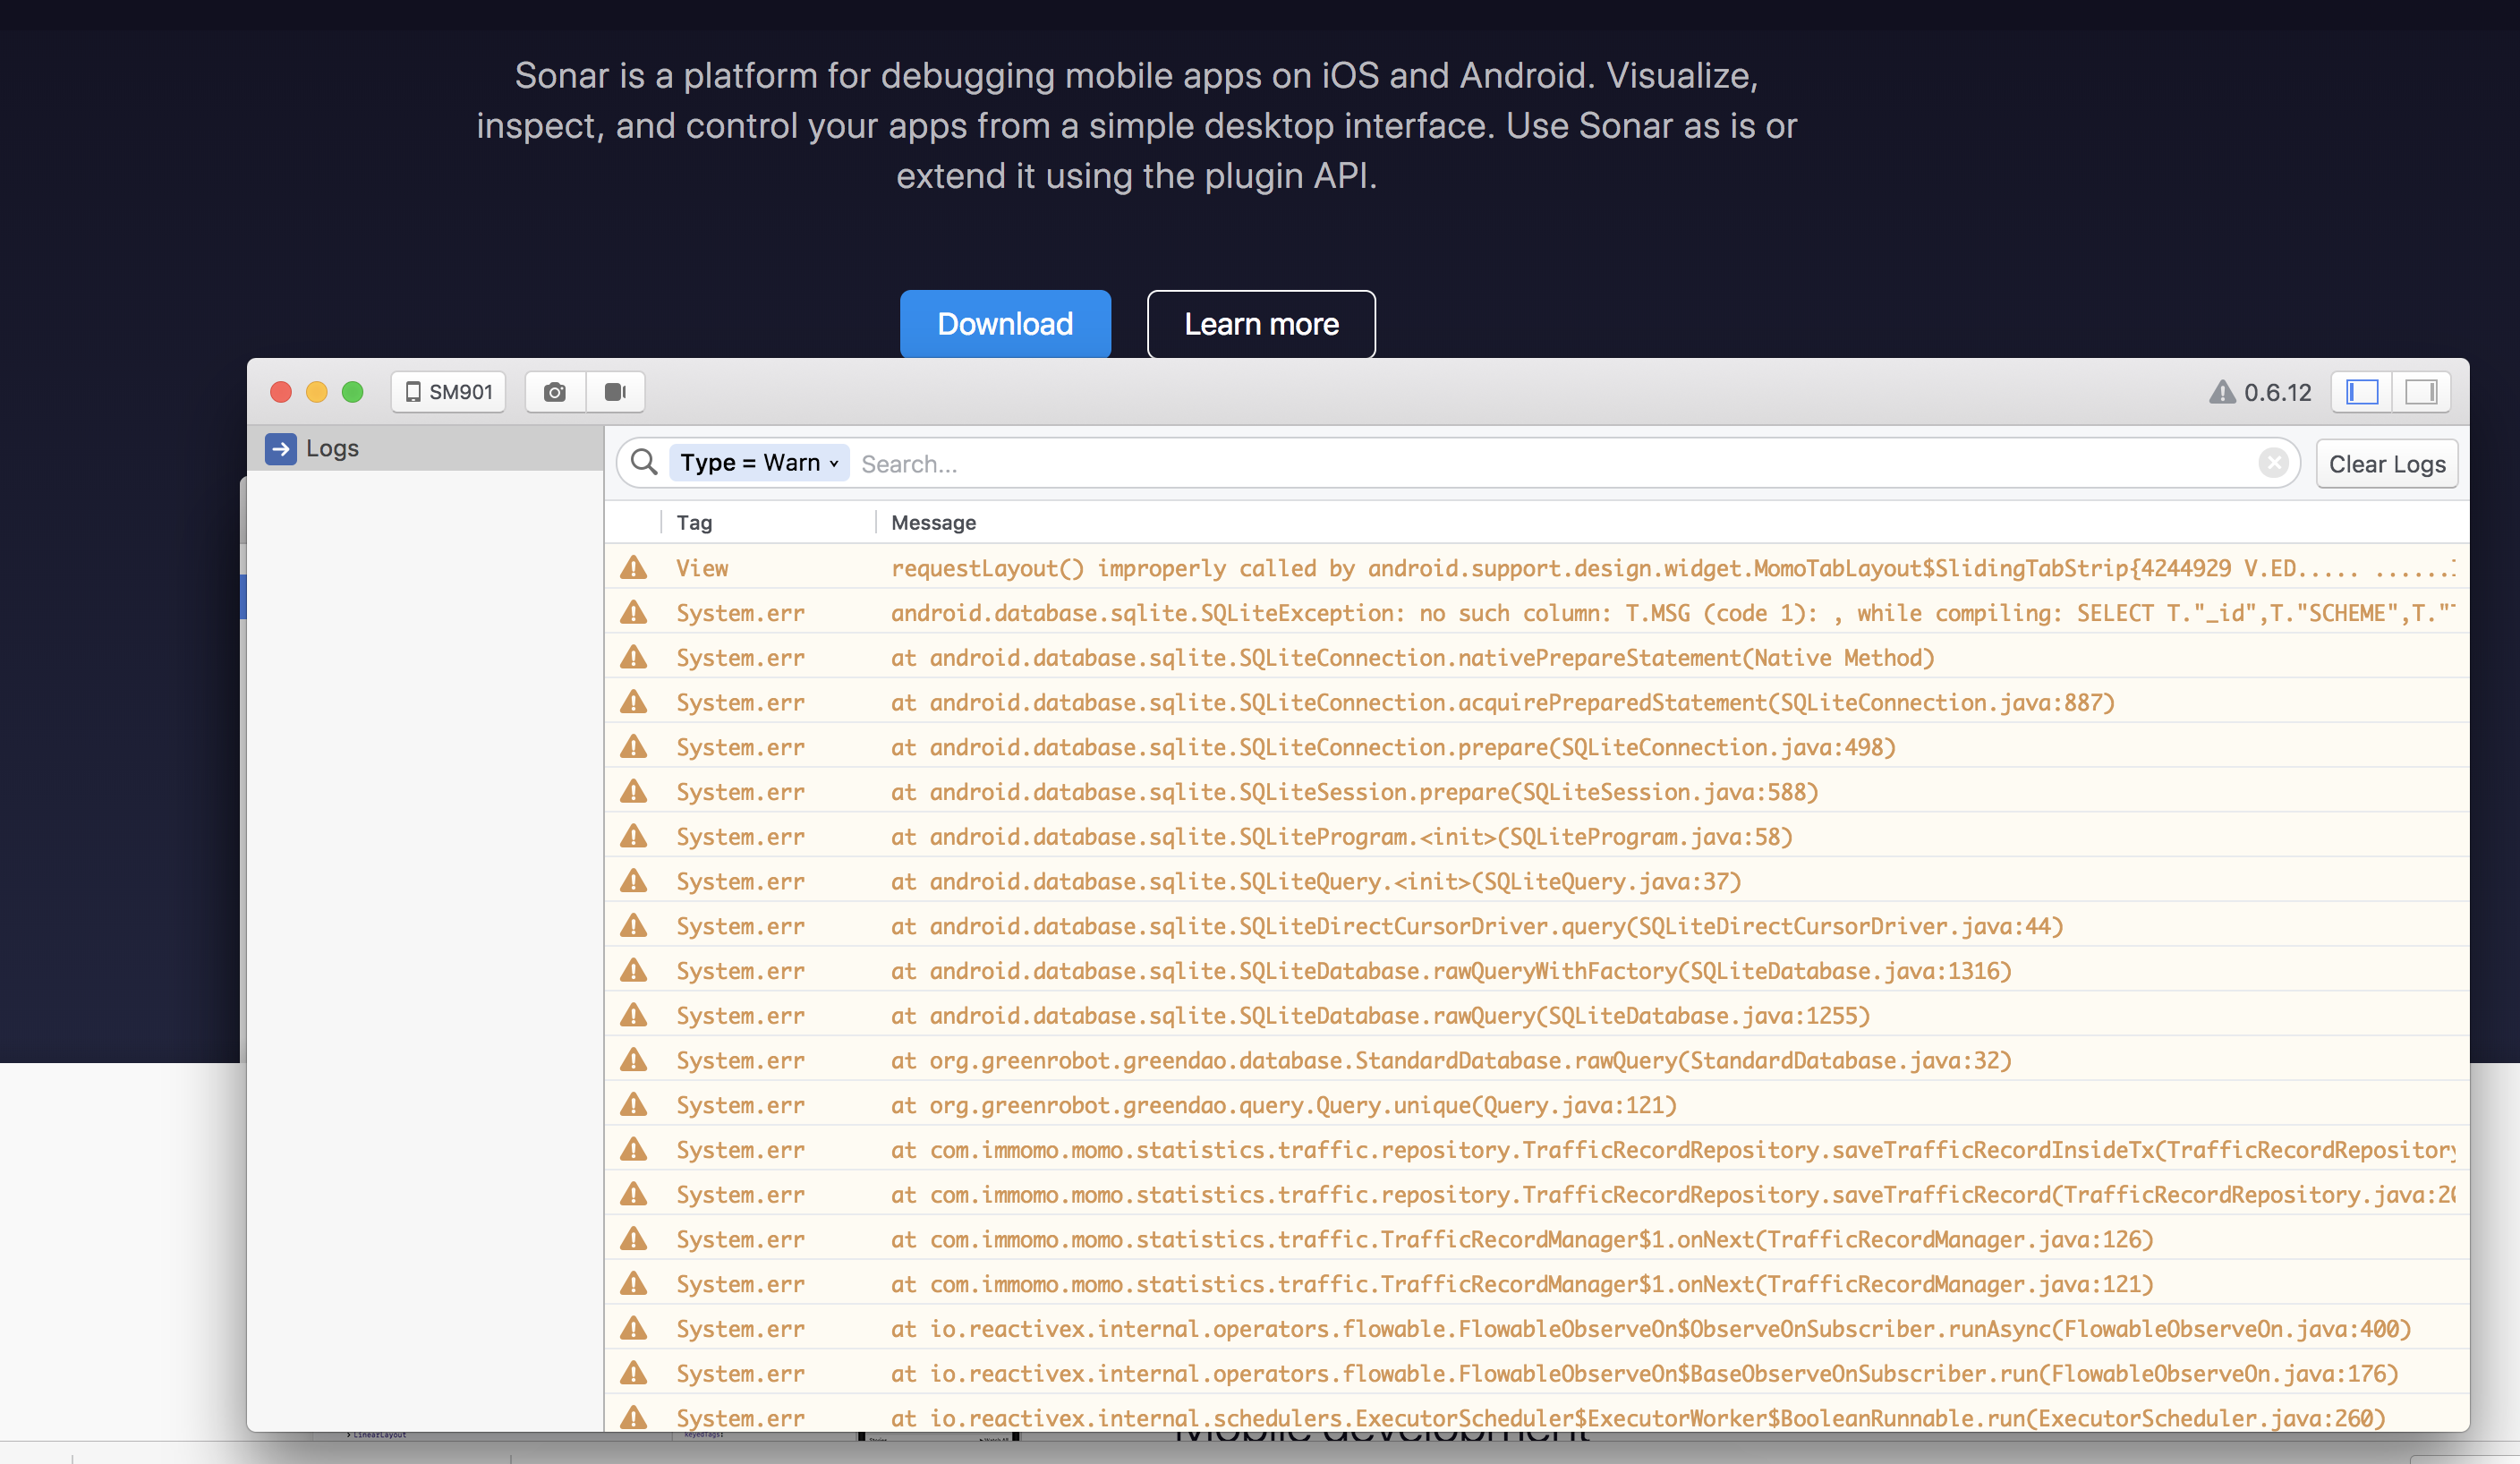 Sonar is a platform for debugging mobile apps on iOS and Android. Visualize,
inspect, and control your apps from a simple desktop interface. Use Sonar as is or
extend it using the plugin API.
Download
Learn more
SM901
0.6.12
Logs
Type = Warn
Search...
Clear Logs
Tag
Message
View requestLayout() improperly called by android.support.design.widget.MomoTabLayout$SlidingTabStrip{4244929 V.ED..... ......
System.err android.database.sqlite.SQLiteException: no such column: T.MSG (code 1): , while compiling: SELECT T."_id",T."SCHEME",T."
System.err at android.database.sqlite.SQLiteConnection.nativePrepareStatement(Native Method)
System.err at android.database.sqlite.SQLiteConnection.acquirePreparedStatement(SQLiteConnection.java:887)
System.err at android.database.sqlite.SQLiteConnection.prepare(SQLiteConnection.java:498)
System.err at android.database.sqlite.SQLiteSession.prepare(SQLiteSession.java:588)
System.err at android.database.sqlite.SQLiteProgram.<init>(SQLiteProgram.java:58)
System.err at android.database.sqlite.SQLiteQuery.<init>(SQLiteQuery.java:37)
System.err at android.database.sqlite.SQLiteDirectCursorDriver.query(SQLiteDirectCursorDriver.java:44)
System.err at android.database.sqlite.SQLiteDatabase.rawQueryWithFactory(SQLiteDatabase.java:1316)
System.err at android.database.sqlite.SQLiteDatabase.rawQuery(SQLiteDatabase.java:1255)
System.err at org.greenrobot.greendao.database.StandardDatabase.rawQuery(StandardDatabase.java:32)
System.err at org.greenrobot.greendao.query.Query.unique(Query.java:121)
System.err at com.immomo.momo.statistics.traffic.repository.TrafficRecordRepository.saveTrafficRecordInsideTx(TrafficRecordRepository
System.err at com.immomo.momo.statistics.traffic.repository.TrafficRecordRepository.saveTrafficRecord(TrafficRecordRepository.java:20
System.err at com.immomo.momo.statistics.traffic.TrafficRecordManager$1.onNext(TrafficRecordManager.java:126)
System.err at com.immomo.momo.statistics.traffic.TrafficRecordManager$1.onNext(TrafficRecordManager.java:121)
System.err at io.reactivex.internal.operators.flowable.FlowableObserveOn$ObserveOnSubscriber.runAsync(FlowableObserveOn.java:400)
System.err at io.reactivex.internal.operators.flowable.FlowableObserveOn$BaseObserveOnSubscriber.run(FlowableObserveOn.java:176)
System.err at io.reactivex.internal.schedulers.ExecutorScheduler$ExecutorWorker$BooleanRunnable.run(ExecutorScheduler.java:260)
LinearLayout
Mobile development